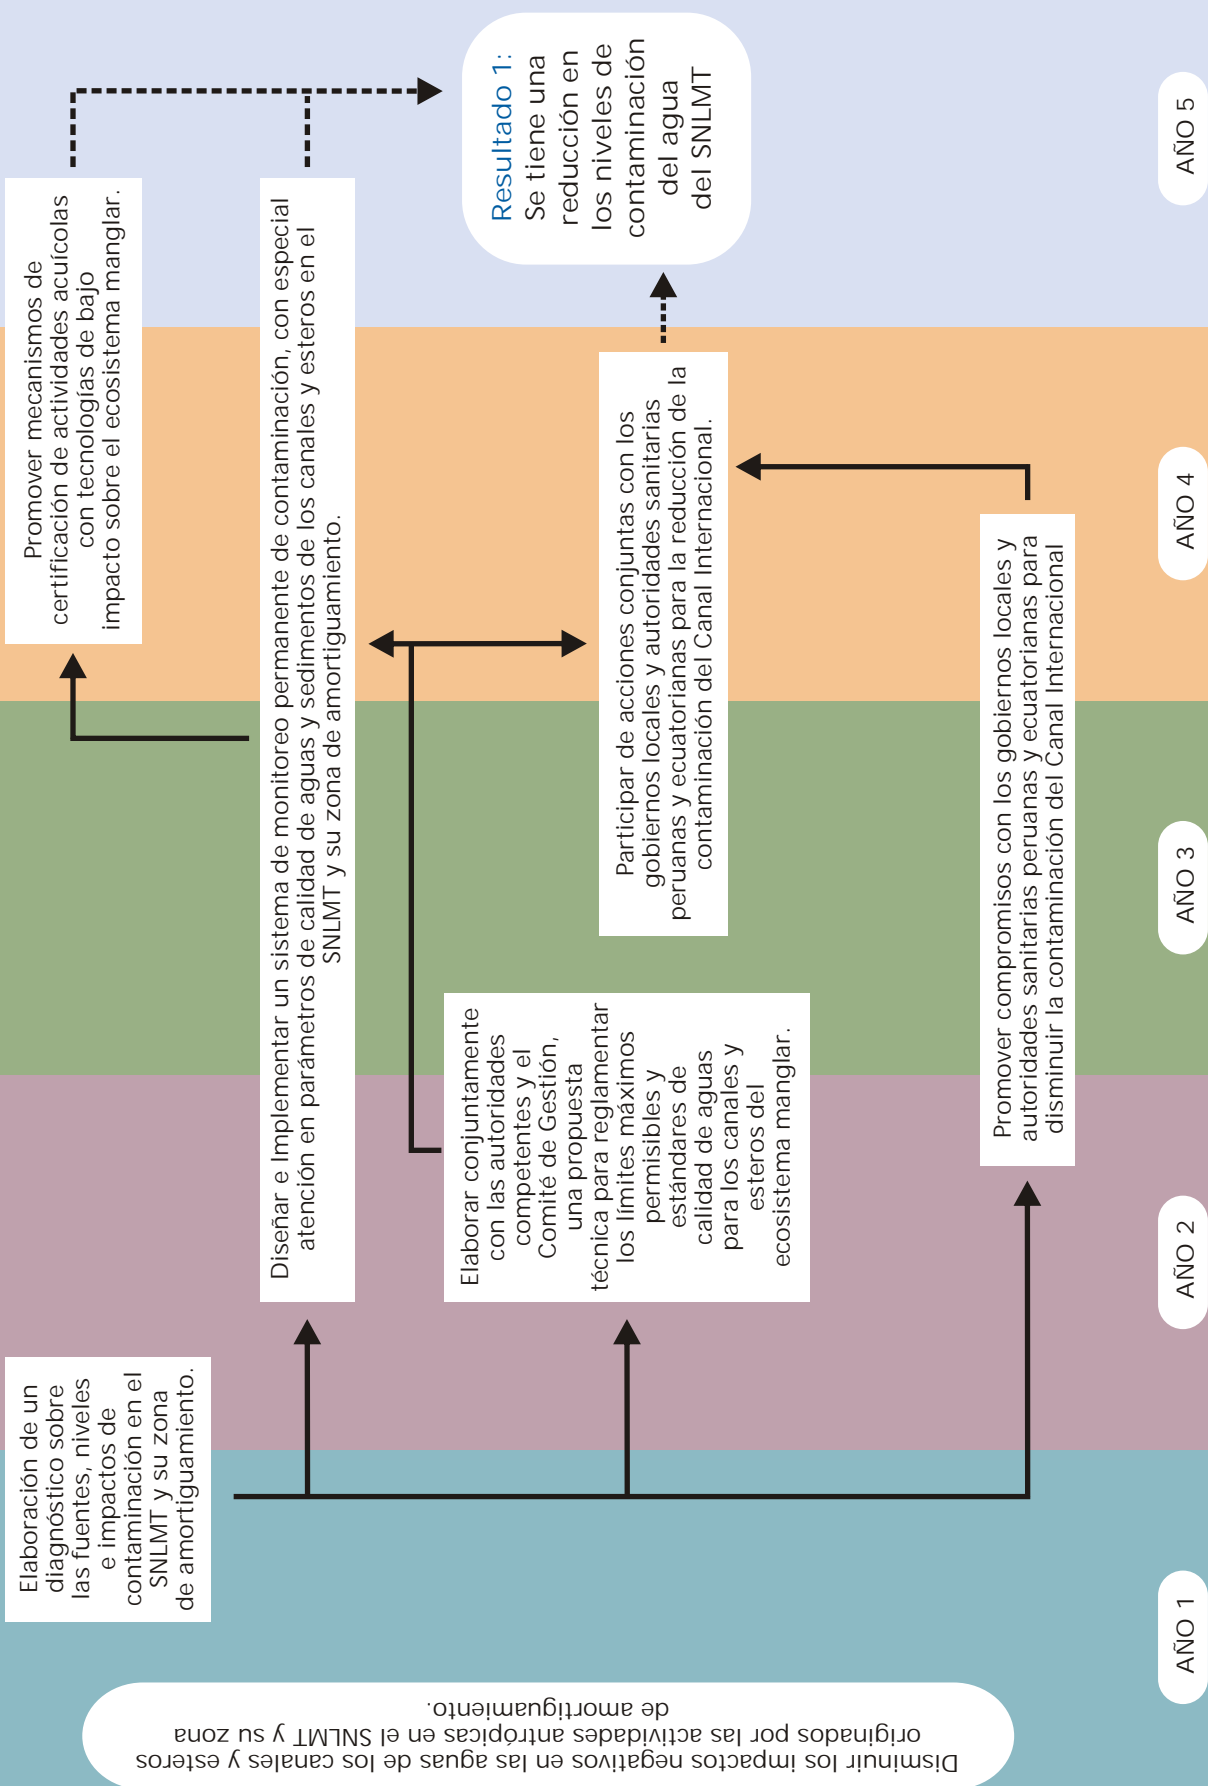 Disminuir los impactos negativos en las aguas de los canales y esteros
originados por las actividades antrópicas en el SNLMT y su zona
de amortiguamiento.
Elaboración de un
diagnóstico sobre
las fuentes, niveles
e impactos de
contaminación en el
SNLMT y su zona
de amortiguamiento.
Promover mecanismos de
certificación de actividades acuícolas
con tecnologías de bajo
impacto sobre el ecosistema manglar.
Diseñar e Implementar un sistema de monitoreo permanente de contaminación, con especial
atención en parámetros de calidad de aguas y sedimentos de los canales y esteros en el
SNLMT y su zona de amortiguamiento.
Elaborar conjuntamente
con las autoridades
competentes y el
Comité de Gestión,
una propuesta
técnica para reglamentar
los límites máximos
permisibles y
estándares de
calidad de aguas
para los canales y
esteros del
ecosistema manglar.
Participar de acciones conjuntas con los
gobiernos locales y autoridades sanitarias
peruanas y ecuatorianas para la reducción de la
contaminación del Canal Internacional.
Resultado 1:
Se tiene una
reducción en
los niveles de
contaminación
del agua
del SNLMT
Promover compromisos con los gobiernos locales y
autoridades sanitarias peruanas y ecuatorianas para
disminuir la contaminación del Canal Internacional
AÑO 1
AÑO 2
AÑO 3
AÑO 4
AÑO 5